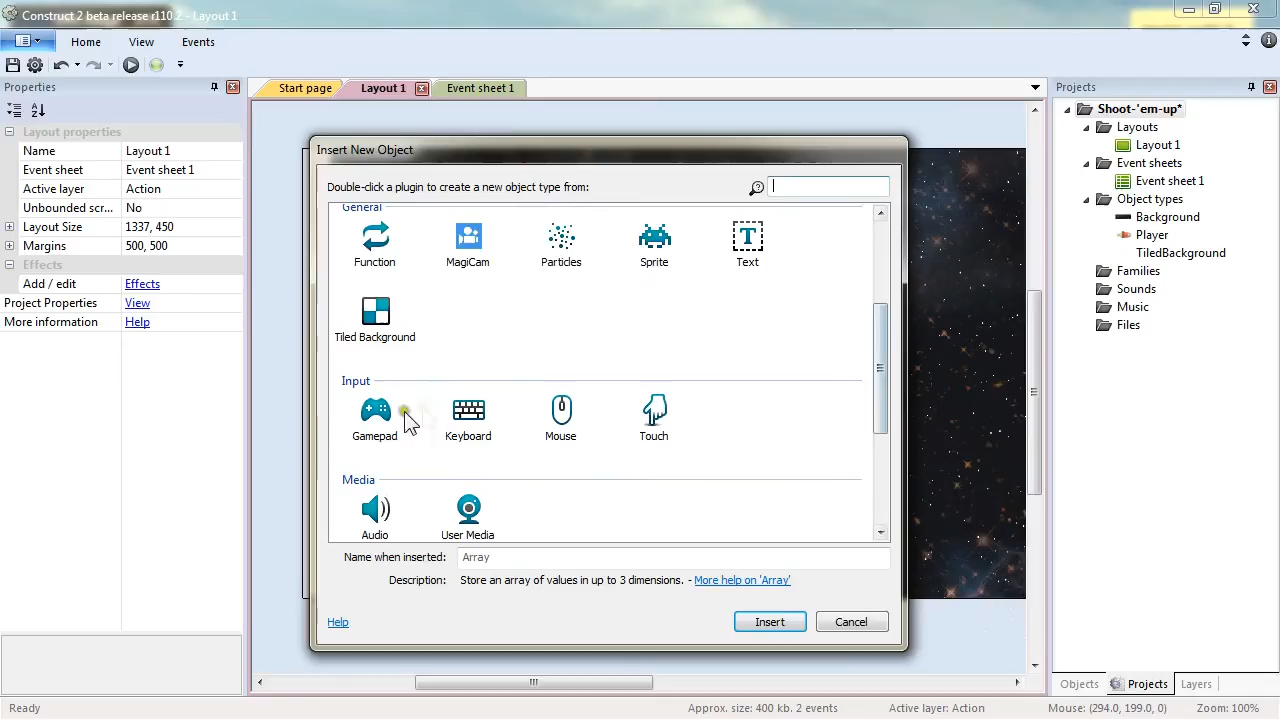 Construct 2 beta release r110.2 - Layout 1
Home View Events
Properties
Start page Layout 1 Event sheet 1
Projects
Layout properties
Name Layout 1
Event sheet Event sheet 1
Active layer Action
Unbounded scr... No
Layout Size 1337, 450
Margins 500, 500
Effects
Add / edit Effects
Project Properties View
More information Help
Insert New Object
Double-click a plugin to create a new object type from:
General
Function MagiCam Particles Sprite Text
Tiled Background
Input
Gamepad Keyboard Mouse Touch
Media
Audio User Media
Name when inserted: Array
Description: Store an array of values in up to 3 dimensions. - More help on 'Array'
Help Insert Cancel
Shoot-'em-up*
Layouts
Layout 1
Event sheets
Event sheet 1
Object types
Background
Player
TiledBackground
Families
Sounds
Music
Files
Objects Projects Layers
Ready Approx. size: 400 kb. 2 events Active layer: Action Mouse: (294.0, 199.0, 0) Zoom: 100%